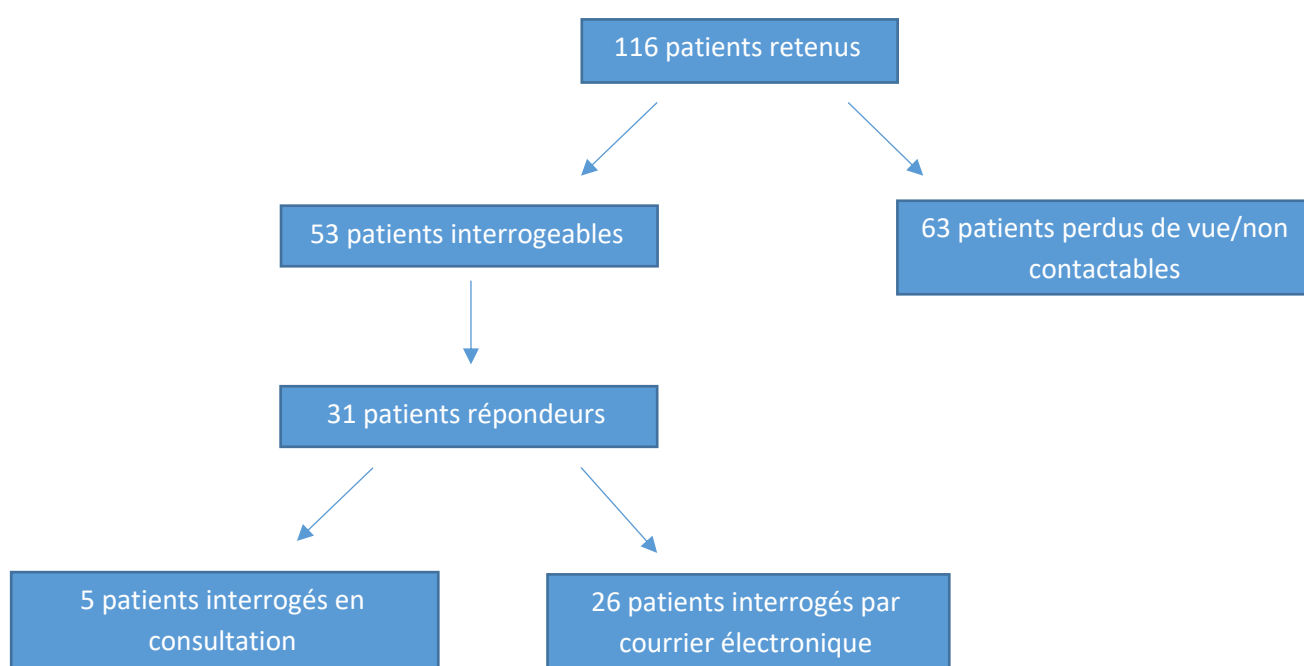 116 patients retenus
53 patients interrogeables
63 patients perdus de vue/non
contactables
31 patients répondeurs
5 patients interrogés en
consultation
26 patients interrogés par
courrier électronique